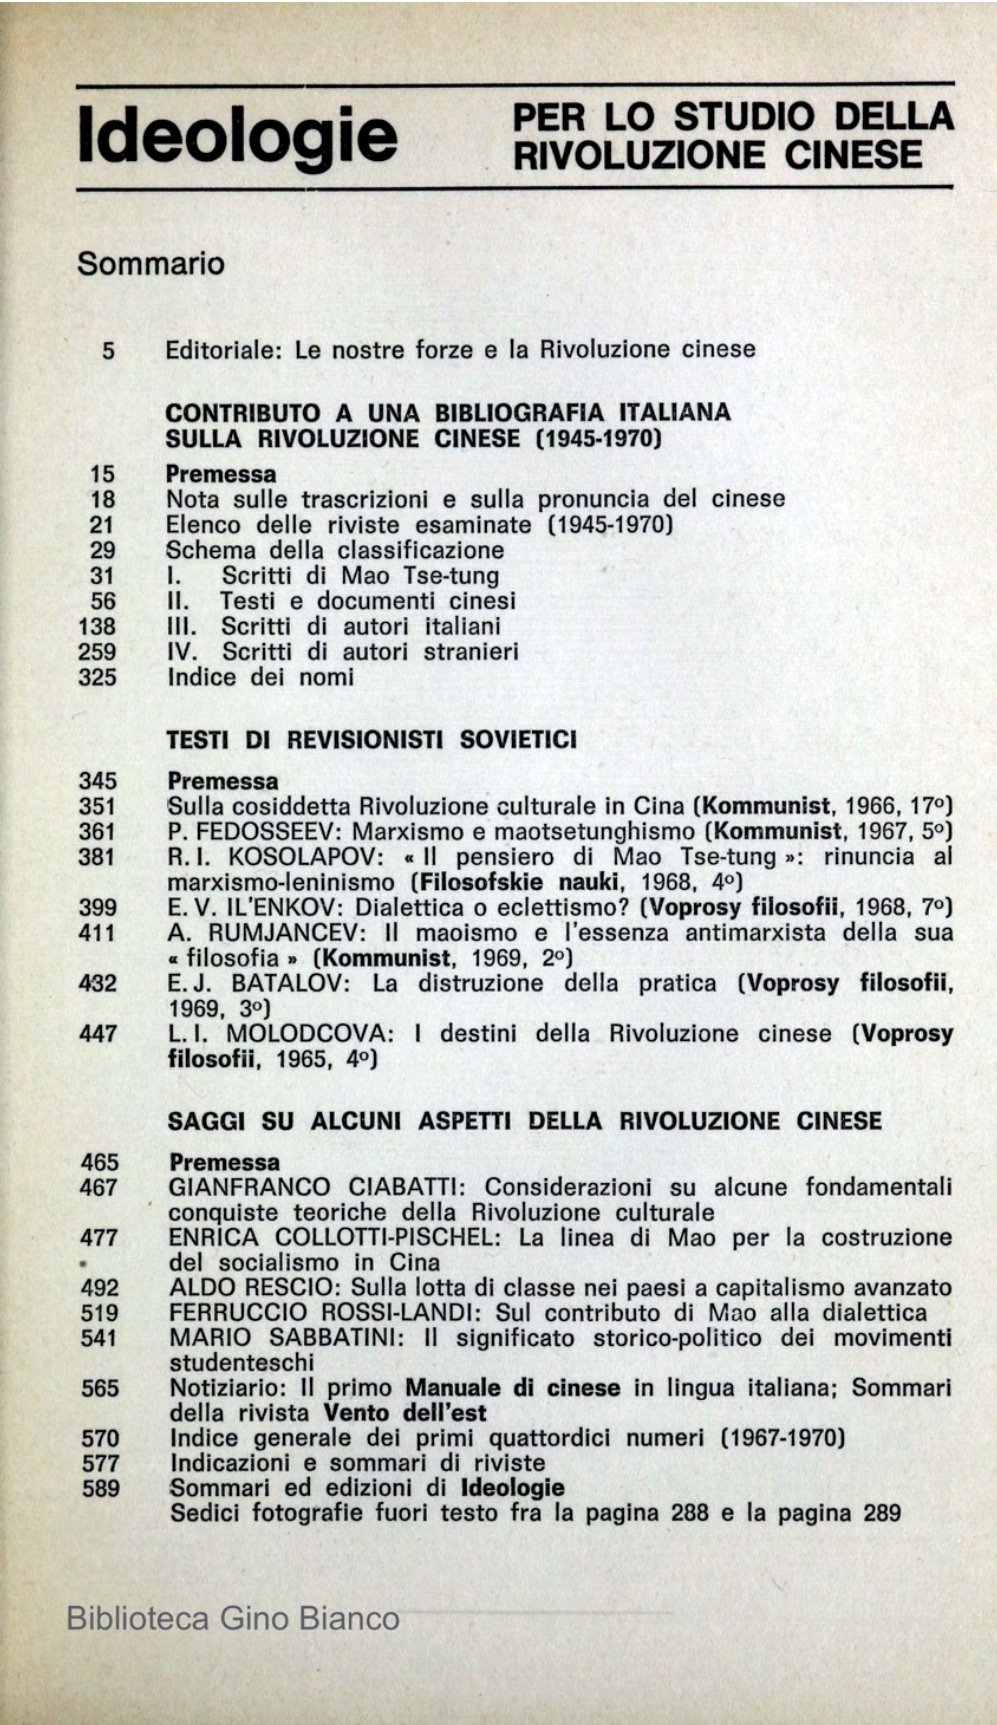 Ideologie
PER LO STUDIO DELLA
RIVOLUZIONE CINESE
Sommario
5 Editoriale: Le nostre forze e la Rivoluzione cinese
CONTRIBUTO A UNA BIBLIOGRAFIA ITALIANA
SULLA RIVOLUZIONE CINESE (1945-1970)
15 Premessa
18 Nota sulle trascrizioni e sulla pronuncia del cinese
21 Elenco delle riviste esaminate (1945-1970)
29 Schema della classificazione
31 I. Scritti di Mao Tse-tung
56 II. Testi e documenti cinesi
138 III. Scritti di autori italiani
259 IV. Scritti di autori stranieri
325 Indice dei nomi
TESTI DI REVISIONISTI SOVIETICI
345 Premessa
351 Sulla cosiddetta Rivoluzione culturale in Cina (Kommunist, 1966, 17º)
361 P. FEDOSSEEV: Marxismo e maotsetunghismo (Kommunist, 1967, 5º)
381 R. I. KOSOLAPOV: « Il pensiero di Mao Tse-tung »: rinuncia al
marxismo-leninismo (Filosofskie nauki, 1968, 4º)
399 E. V. IL'ENKOV: Dialettica o eclettismo? (Voprosy filosofii, 1968, 7º)
411 A. RUMJANCEV: Il maoismo e l'essenza antimarxista della sua
« filosofia » (Kommunist, 1969, 2º)
432 E. J. BATALOV: La distruzione della pratica (Voprosy filosofii,
1969, 3º)
447 L. I. MOLODCOVA: I destini della Rivoluzione cinese (Voprosy
filosofii, 1965, 4º)
SAGGI SU ALCUNI ASPETTI DELLA RIVOLUZIONE CINESE
465 Premessa
467 GIANFRANCO CIABATTI: Considerazioni su alcune fondamentali
conquiste teoriche della Rivoluzione culturale
477 ENRICA COLLOTTI-PISCHEL: La linea di Mao per la costruzione
del socialismo in Cina
492 ALDO RESCIO: Sulla lotta di classe nei paesi a capitalismo avanzato
519 FERRUCCIO ROSSI-LANDI: Sul contributo di Mao alla dialettica
541 MARIO SABBATINI: Il significato storico-politico dei movimenti
studenteschi
565 Notiziario: Il primo Manuale di cinese in lingua italiana; Sommari
della rivista Vento dell'est
570 Indice generale dei primi quattordici numeri (1967-1970)
577 Indicazioni e sommari di riviste
589 Sommari ed edizioni di Ideologie
Sedici fotografie fuori testo fra la pagina 288 e la pagina 289
Biblioteca Gino Bianco